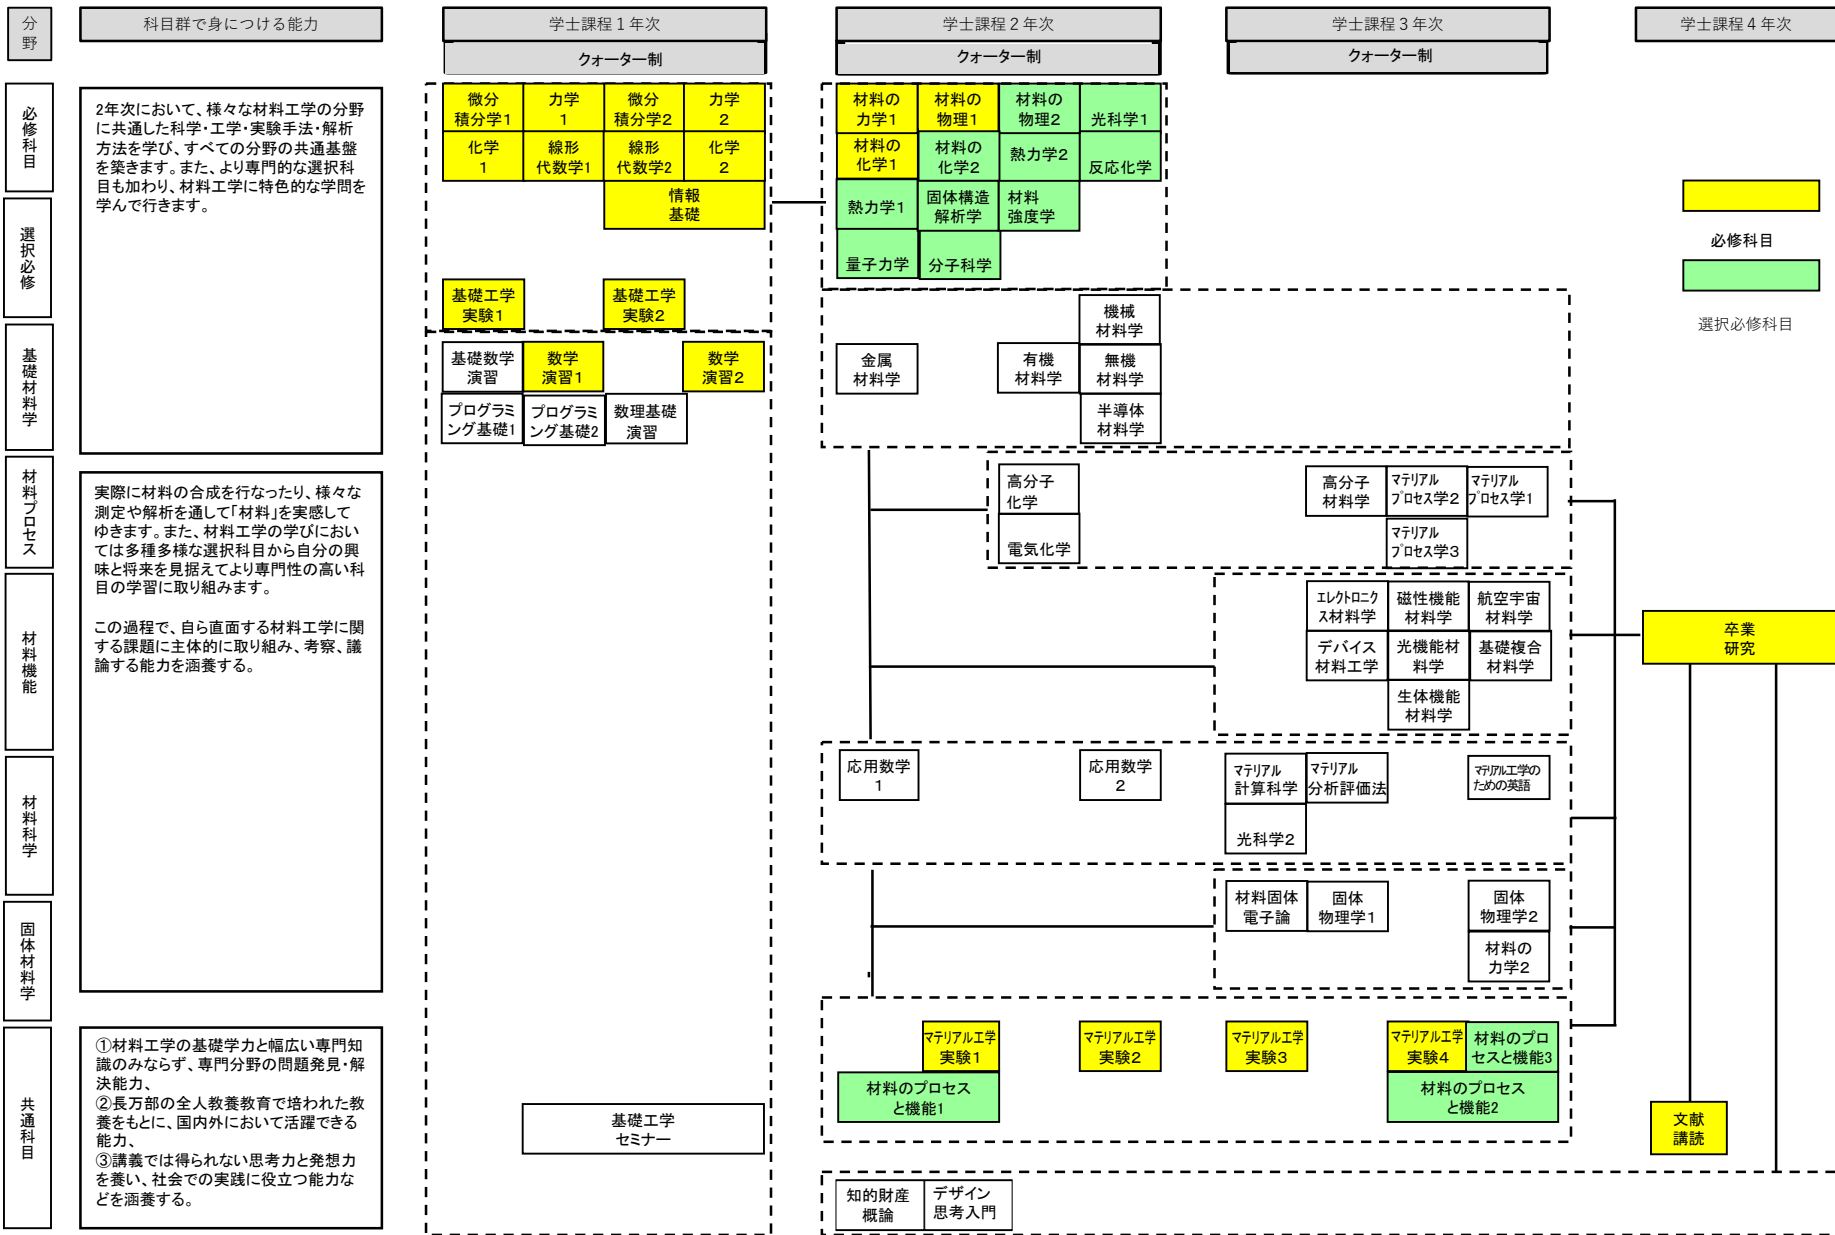 分
野
科目群で身につける能力
学士課程１年次
クォーター制
学士課程２年次
クォーター制
学士課程３年次
クォーター制
学士課程４年次
必修科目
選択必修
基礎材料学
材料プロセス
材料機能
材料科学
固体材料学
共通科目
2年次において、様々な材料工学の分野
に共通した科学・工学・実験手法・解析
方法を学び、すべての分野の共通基盤
を築きます。また、より専門的な選択科
目も加わり、材料工学に特色的な学問を
学んで行きます。
実際に材料の合成を行なったり、様々な
測定や解析を通して「材料」を実感して
ゆきます。また、材料工学の学びにおい
ては多種多様な選択科目から自分の興
味と将来を見据えてより専門性の高い科
目の学習に取り組みます。
この過程で、自ら直面する材料工学に関
する課題に主体的に取り組み、考察、議
論する能力を涵養する。
①材料工学の基礎学力と幅広い専門知
識のみならず、専門分野の問題発見・解
決能力、
②長万部の全人教養教育で培われた教
養をもとに、国内外において活躍できる
能力、
③講義では得られない思考力と発想力
を養い、社会での実践に役立つ能力な
どを涵養する。
微分
積分学1
力学
1
微分
積分学2
力学
2
化学
1
線形
代数学1
線形
代数学2
化学
2
情報
基礎
基礎工学
実験1
基礎工学
実験2
基礎数学
演習
数学
演習1
数学
演習2
プログラミ
ング基礎1
プログラミ
ング基礎2
数理基礎
演習
基礎工学
セミナー
材料の
力学1
材料の
物理1
材料の
物理2
光科学1
材料の
化学1
材料の
化学2
熱力学2
反応化学
熱力学1
固体構造
解析学
材料
強度学
量子力学
分子科学
機械
材料学
金属
材料学
有機
材料学
無機
材料学
半導体
材料学
高分子
化学
電気化学
高分子
材料学
マテリアル
プロセス学2
マテリアル
プロセス学1
マテリアル
プロセス学3
エレクトロニク
ス材料学
磁性機能
材料学
航空宇宙
材料学
デバイス
材料工学
光機能材
料学
基礎複合
材料学
生体機能
材料学
応用数学
1
応用数学
2
マテリアル
計算科学
マテリアル
分析評価法
マテリアル工学の
ための英語
光科学2
材料固体
電子論
固体
物理学1
固体
物理学2
材料の
力学2
マテリアル工学
実験1
マテリアル工学
実験2
マテリアル工学
実験3
マテリアル工学
実験4
材料のプロ
セスと機能3
材料のプロセス
と機能1
材料のプロセス
と機能2
知的財産
概論
デザイン
思考入門
必修科目
選択必修科目
卒業
研究
文献
講読